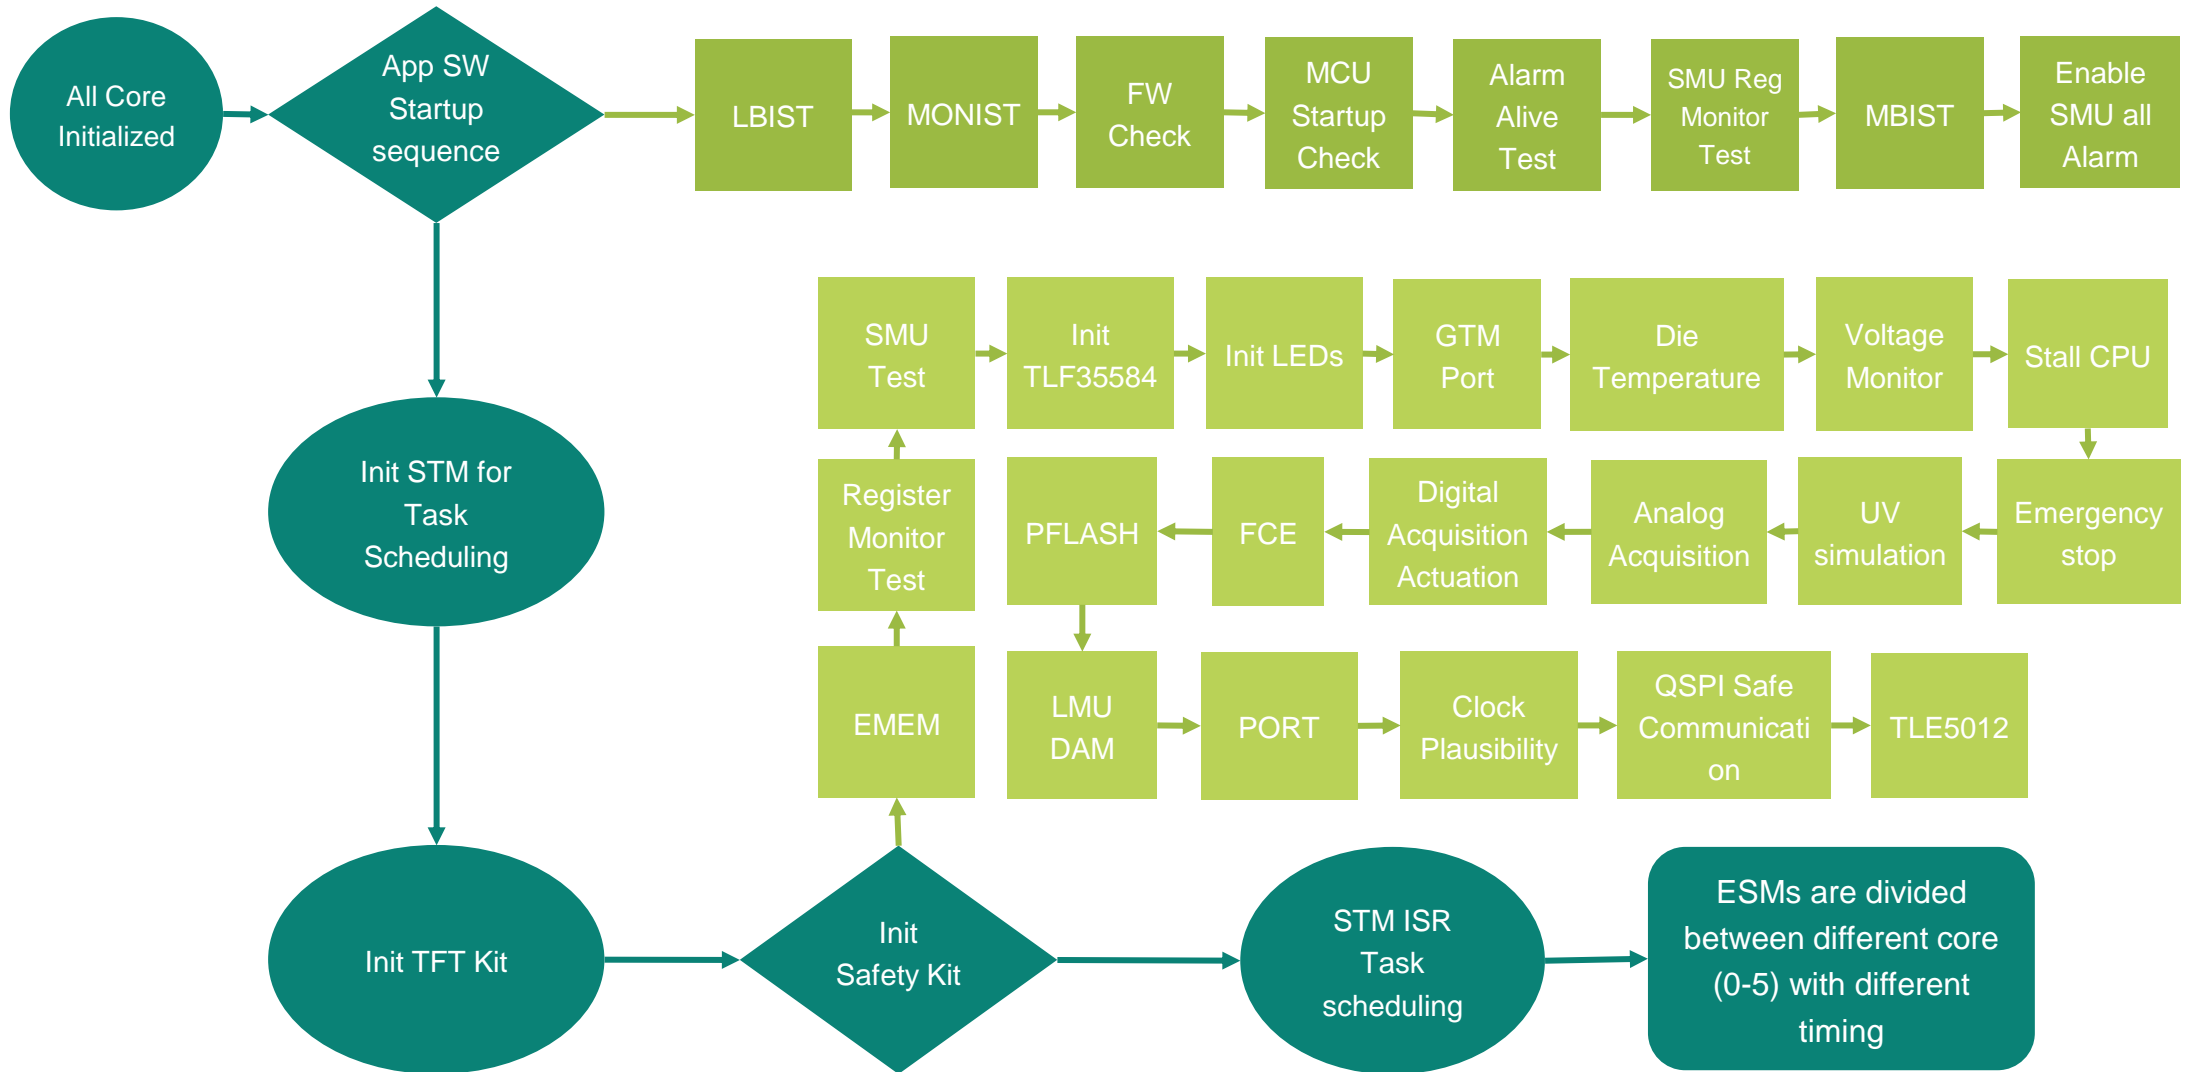 All Core
Initialized
App SW
Startup
sequence
LBIST
MONIST
FW
Check
MCU
Startup
Check
Alarm
Alive
Test
SMU Reg
Monitor
Test
MBIST
Enable
SMU all
Alarm
SMU
Test
Init
TLF35584
Init LEDs
GTM
Port
Die
Temperature
Voltage
Monitor
Stall CPU
Init STM for
Task
Scheduling
Register
Monitor
Test
PFLASH
FCE
Digital
Acquisition
Actuation
Analog
Acquisition
UV
simulation
Emergency
stop
EMEM
LMU
DAM
PORT
Clock
Plausibility
QSPI Safe
Communicati
on
TLE5012
Init TFT Kit
Init
Safety Kit
STM ISR
Task
scheduling
ESMs are divided
between different core
(0-5) with different
timing